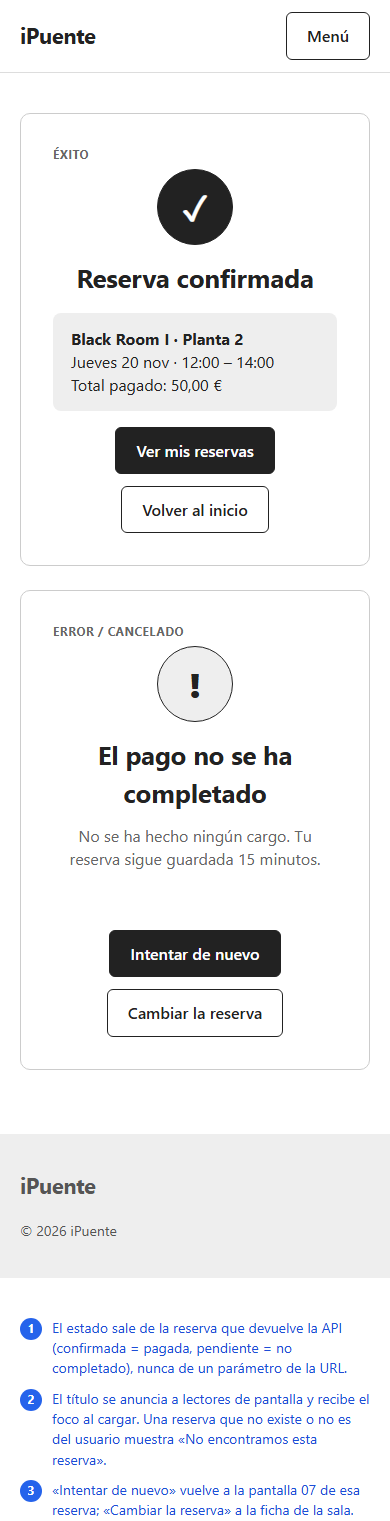 iPuente
Menú
ÉXITO
✓
Reserva confirmada
Black Room I · Planta 2
Jueves 20 nov · 12:00 – 14:00
Total pagado: 50,00 €
Ver mis reservas
Volver al inicio
ERROR / CANCELADO
!
El pago no se ha
completado
No se ha hecho ningún cargo. Tu
reserva sigue guardada 15 minutos.
Intentar de nuevo
Cambiar la reserva
iPuente
© 2026 iPuente
1 El estado sale de la reserva que devuelve la API
(confirmada = pagada, pendiente = no
completado), nunca de un parámetro de la URL.
2 El título se anuncia a lectores de pantalla y recibe el
foco al cargar. Una reserva que no existe o no es
del usuario muestra «No encontramos esta
reserva».
3 «Intentar de nuevo» vuelve a la pantalla 07 de esa
reserva; «Cambiar la reserva» a la ficha de la sala.